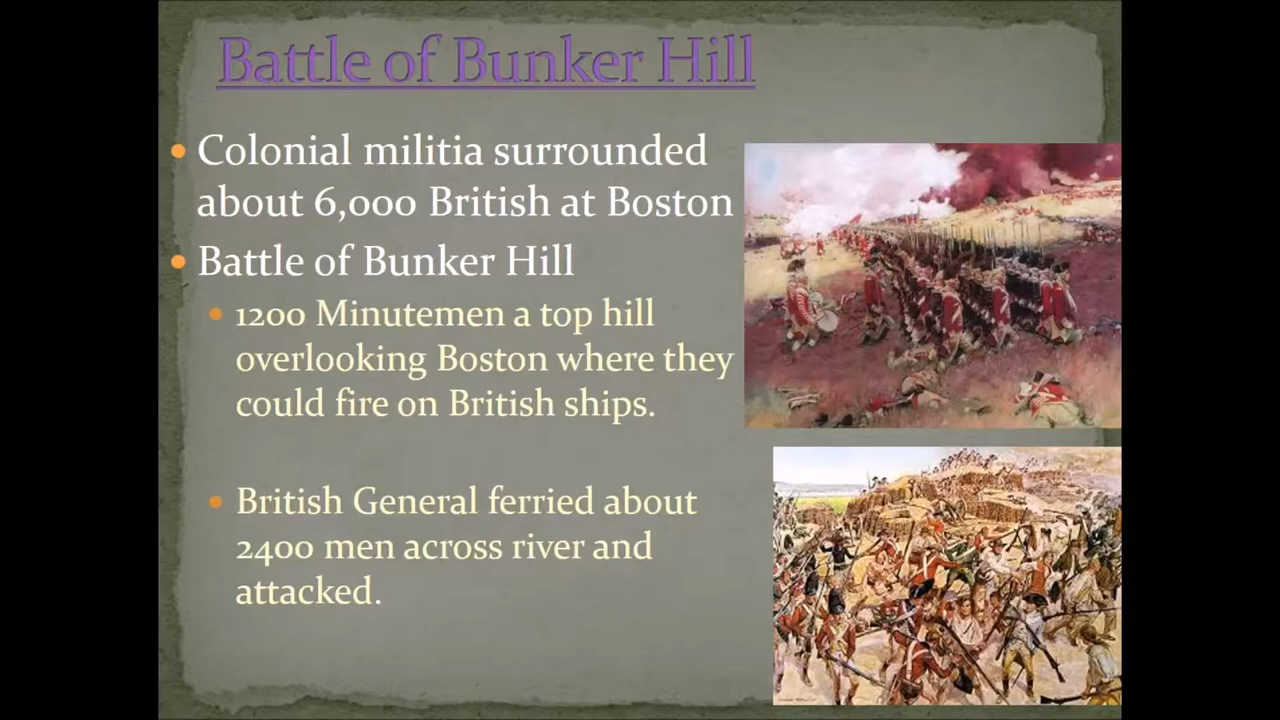 Battle of Bunker Hill
• Colonial militia surrounded
about 6,000 British at Boston
• Battle of Bunker Hill
• 1200 Minutemen a top hill
overlooking Boston where they
could fire on British ships.
• British General ferried about
2400 men across river and
attacked.